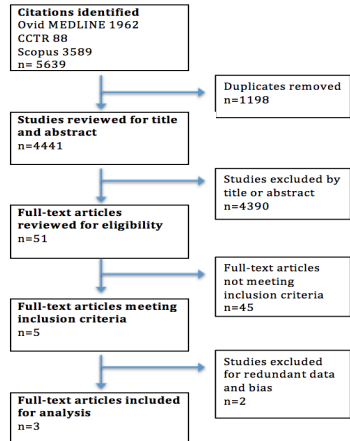 Citations identified
Ovid MEDLINE 1962
CCTR 88
Scopus 3589
n= 5639
Duplicates removed
n=1198
Studies reviewed for title
and abstract
n=4441
Studies excluded by
title or abstract
n=4390
Full-text articles
reviewed for eligibility
n=51
Full-text articles
not meeting
inclusion criteria
n=45
Full-text articles meeting
inclusion criteria
n=5
Studies excluded
for redundant data
and bias
n=2
Full-text articles included
for analysis
n=3